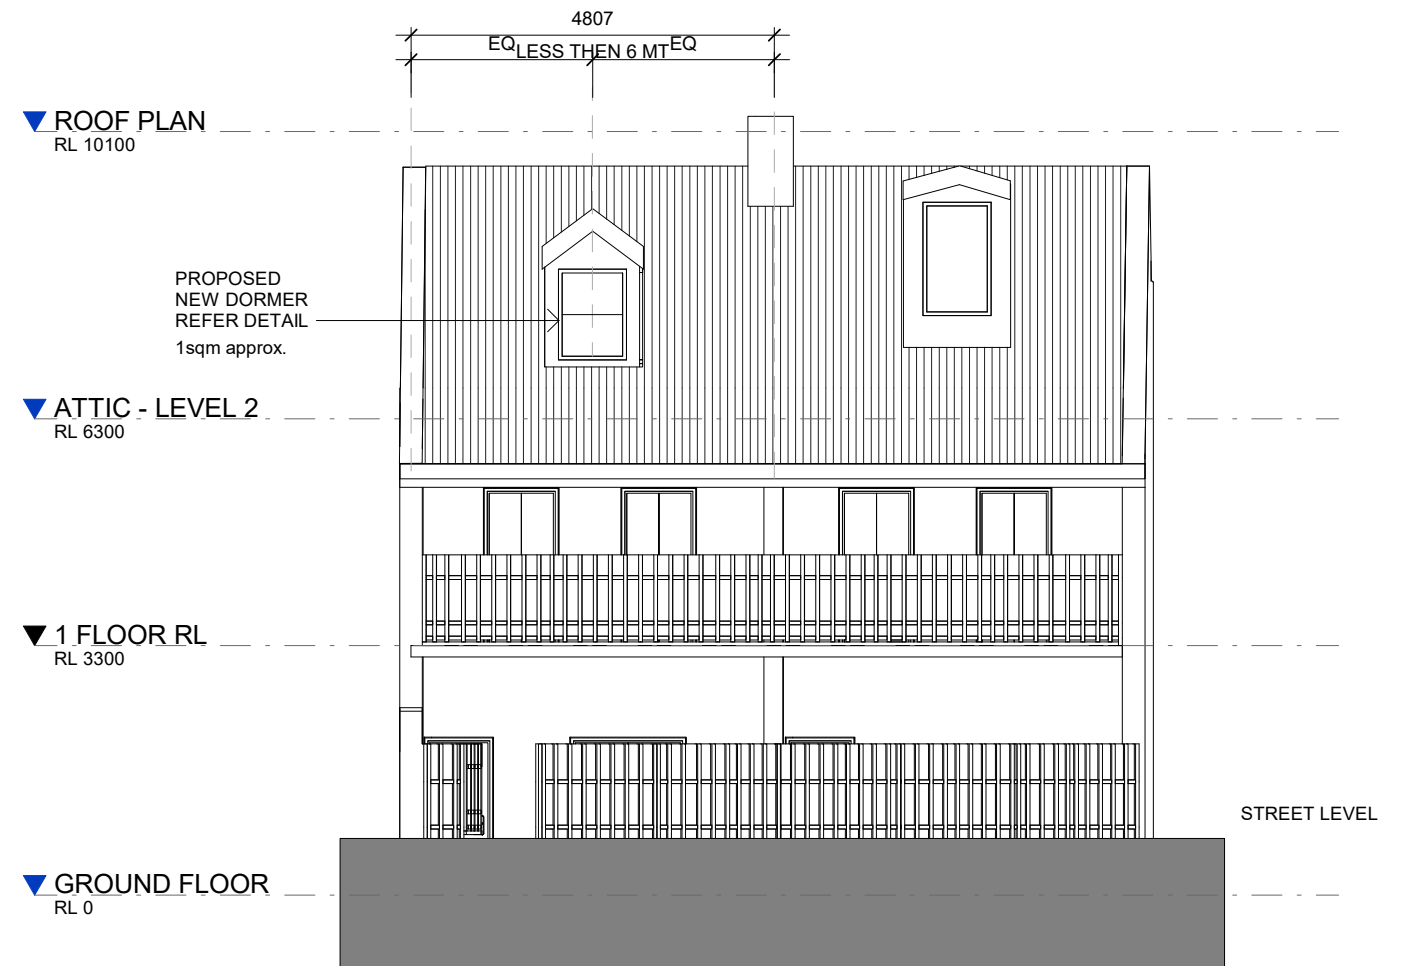 4807
EQ LESS THEN 6 MT EQ
ROOF PLAN
RL 10100
PROPOSED
NEW DORMER
REFER DETAIL
1sqm approx.
ATTIC - LEVEL 2
RL 6300
1 FLOOR RL
RL 3300
STREET LEVEL
GROUND FLOOR
RL 0